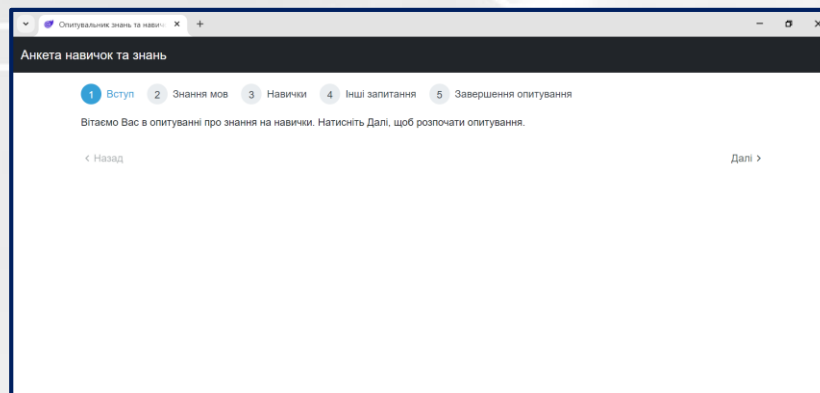 Опитувальник знань та навич
Анкета навичок та знань
1 Вступ 2 Знання мов 3 Навички 4 Інші запитання 5 Завершення опитування
Вітаємо Вас в опитуванні про знання на навички. Натисніть Далі, щоб розпочати опитування.
< Назад Далі >